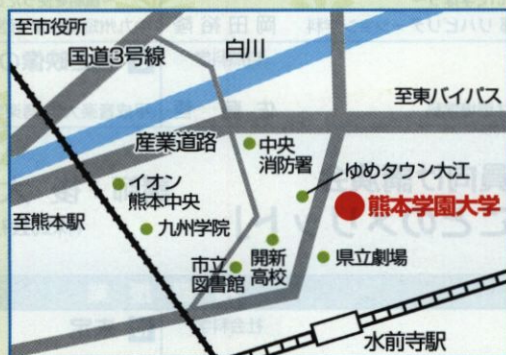 至市役所
国道3号線
白川
至東バイパス
産業道路
中央
消防署
ゆめタウン大江
イオン
熊本中央
熊本学園大学
至熊本駅
九州学院
市立
図書館
開新
高校
県立劇場
水前寺駅